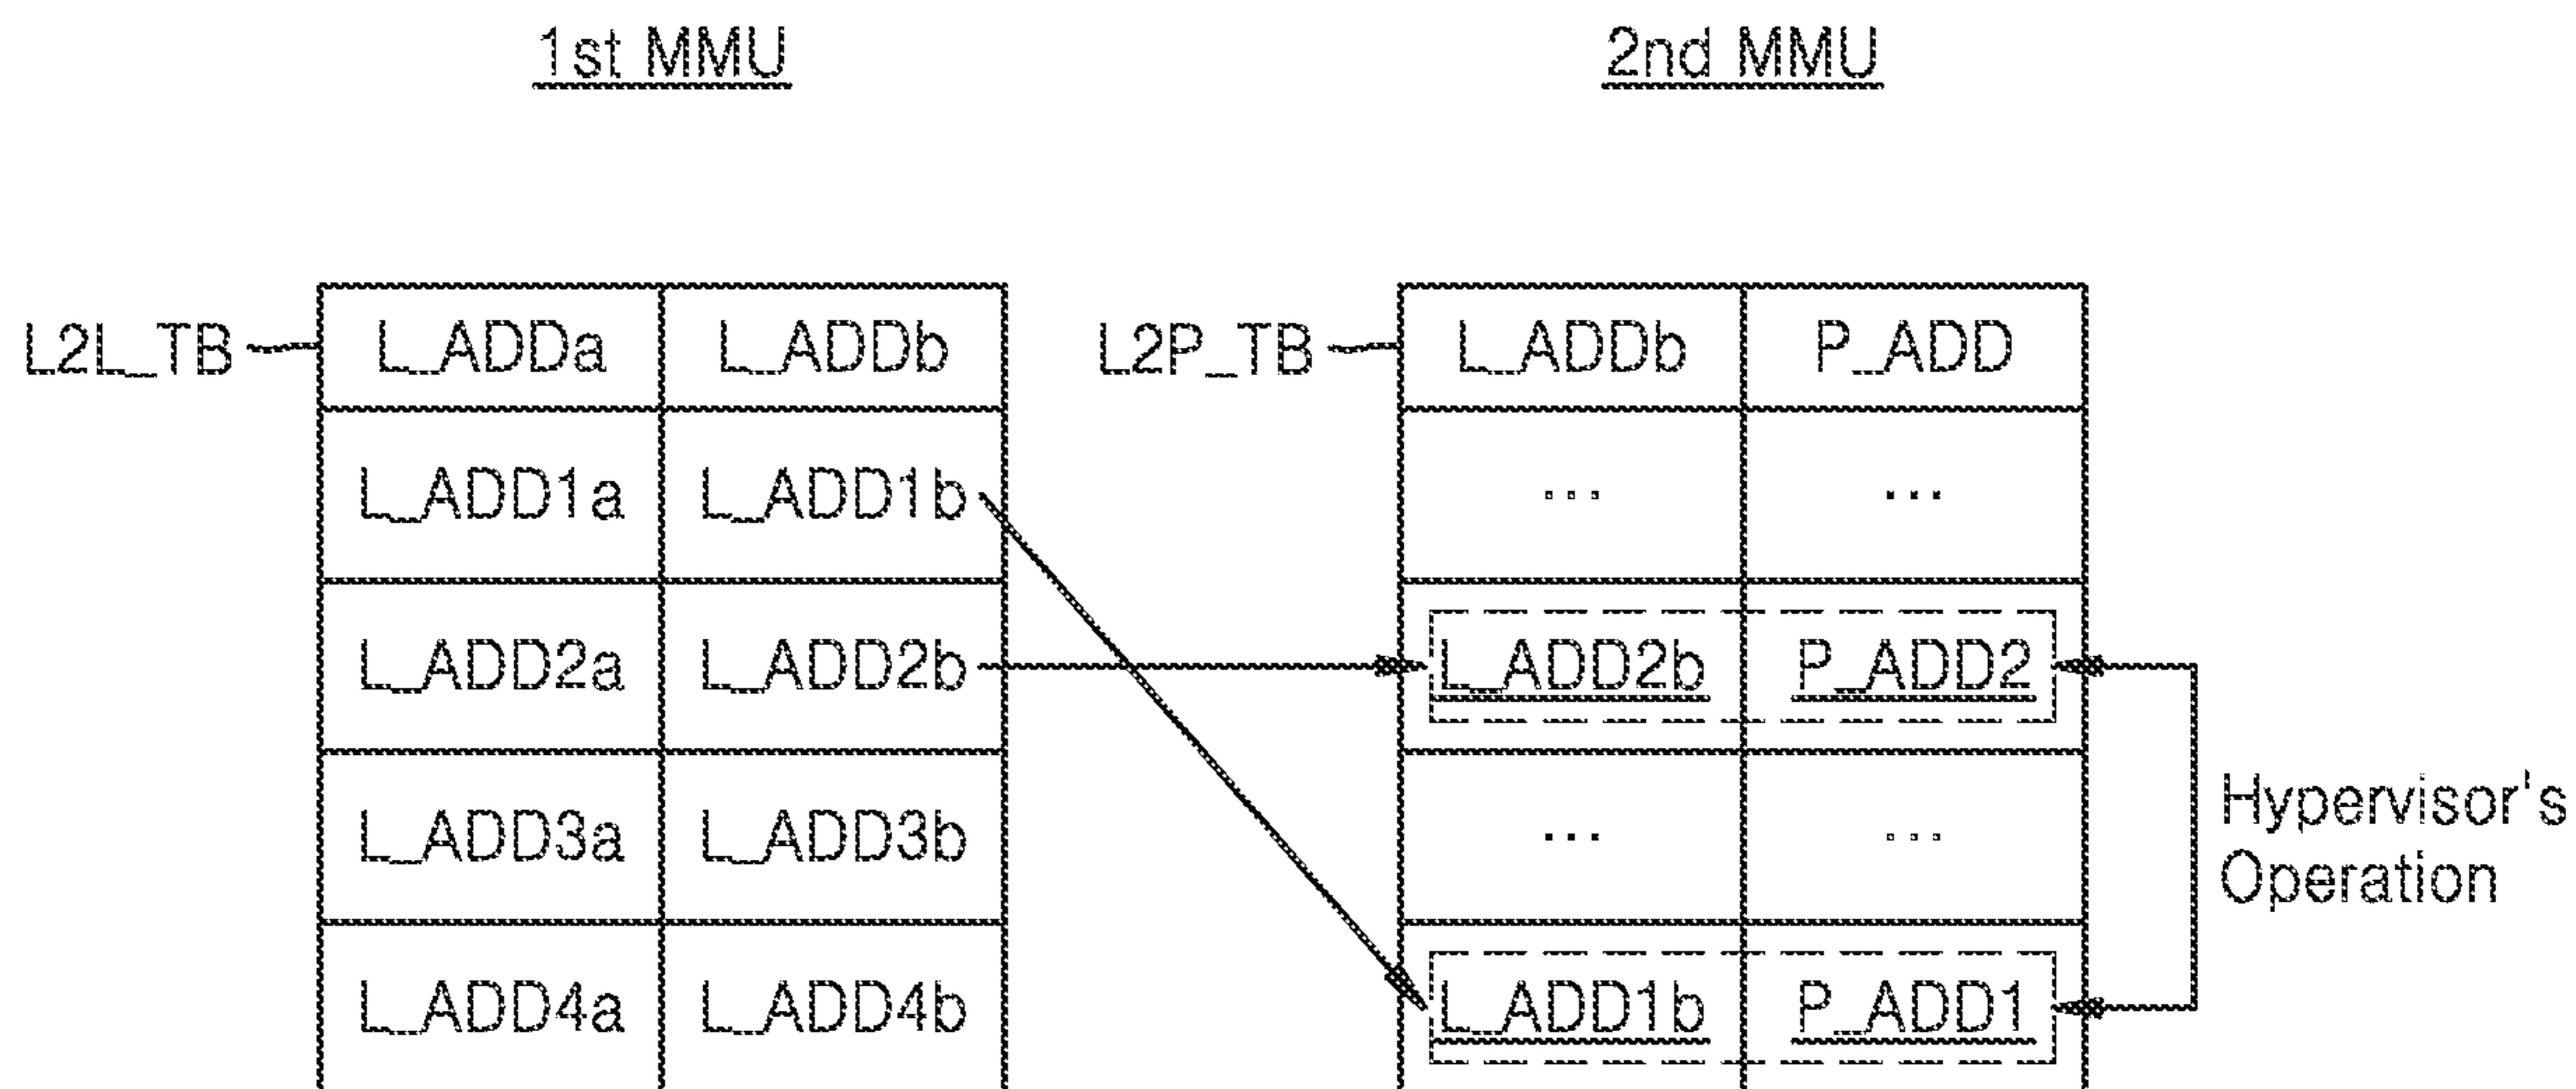 1st MMU
2nd MMU
L2L_TB
L_ADDa L_ADDb
L_ADD1a L_ADD1b
L_ADD2a L_ADD2b
L_ADD3a L_ADD3b
L_ADD4a L_ADD4b
L2P_TB
L_ADDb P_ADD
... ...
L_ADD2b P_ADD2
... ...
L_ADD1b P_ADD1
Hypervisor's
Operation